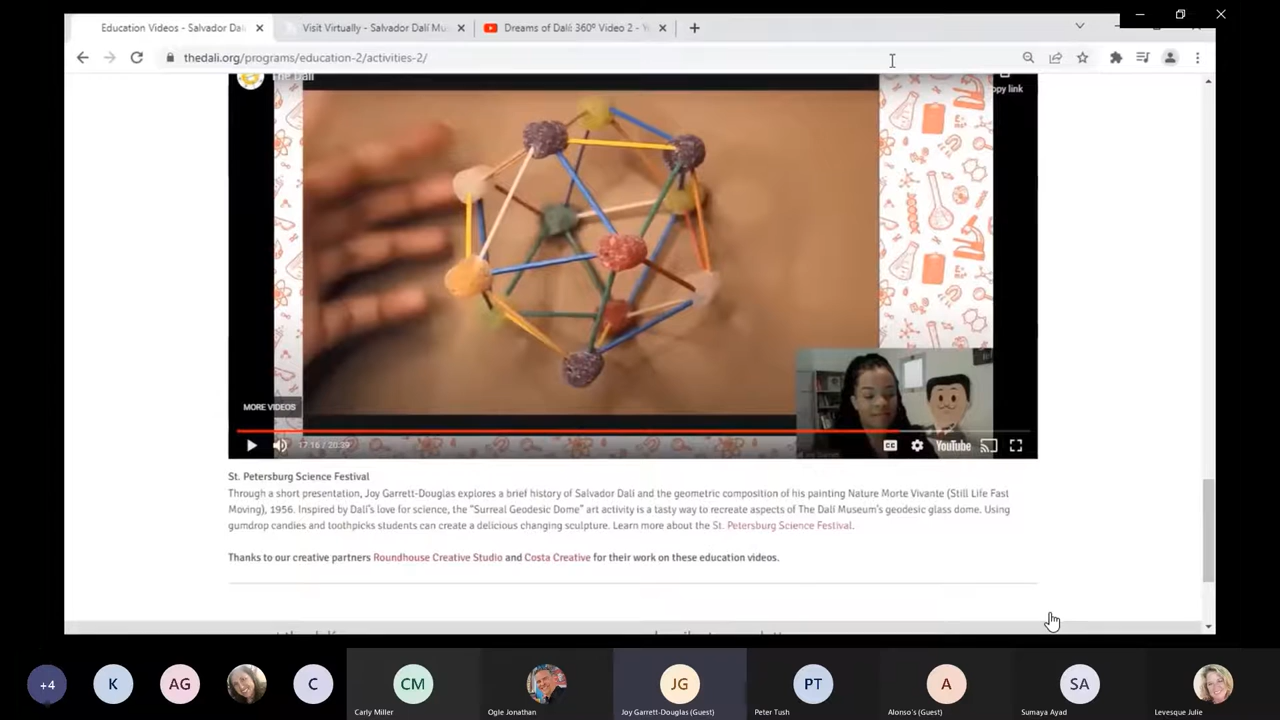 Education Videos - Salvador Dalí
Visit Virtually - Salvador Dalí Mu
Dreams of Dalí: 360º Video 2 - Y
thedali.org/programs/education-2/activities-2/
The Dali
opy link
MORE VIDEOS
17:16 / 20:39
CC
YouTube
St. Petersburg Science Festival
Through a short presentation, Joy Garrett-Douglas explores a brief history of Salvador Dali and the geometric composition of his painting Nature Morte Vivante (Still Life Fast
Moving), 1956. Inspired by Dalí's love for science, the "Surreal Geodesic Dome" art activity is a tasty way to recreate aspects of The Dalí Museum's geodesic glass dome. Using
gumdrop candies and toothpicks students can create a delicious changing sculpture. Learn more about the St. Petersburg Science Festival.
Thanks to our creative partners Roundhouse Creative Studio and Costa Creative for their work on these education videos.
+4
K
AG
C
CM
JG
PT
A
SA
Carly Miller
Ogle Jonathan
Joy Garrett-Douglas (Guest)
Peter Tush
Alonso's (Guest)
Sumaya Ayad
Levesque Julie